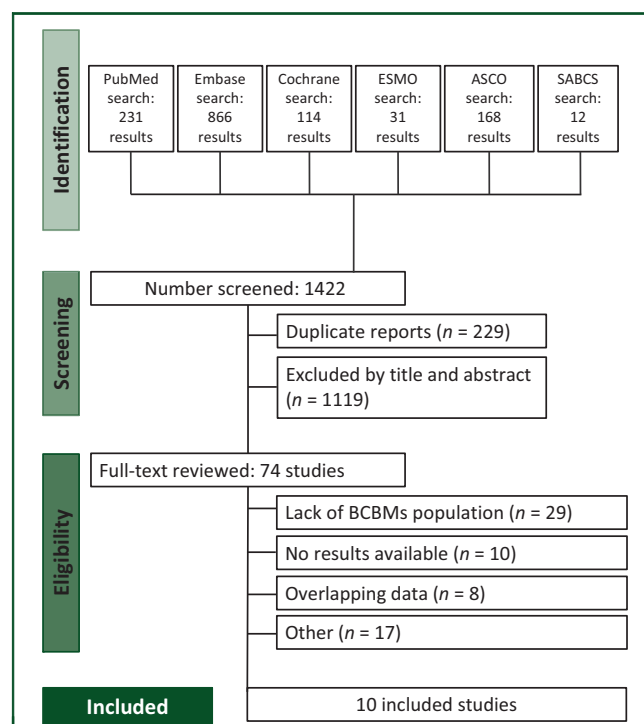 Identification
PubMed
search:
231
results
Embase
search:
866
results
Cochrane
search:
114
results
ESMO
search:
31
results
ASCO
search:
168
results
SABCS
search:
12
results
Screening
Number screened: 1422
Duplicate reports (n = 229)
Excluded by title and abstract
(n = 1119)
Eligibility
Full-text reviewed: 74 studies
Lack of BCBMs population (n = 29)
No results available (n = 10)
Overlapping data (n = 8)
Other (n = 17)
Included
10 included studies